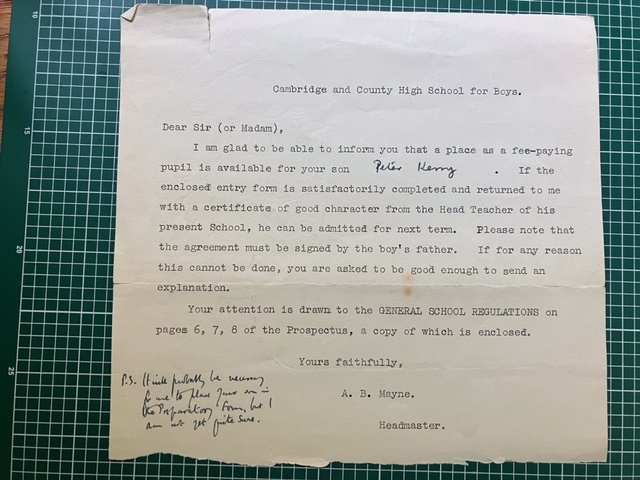 Cambridge and County High School for Boys.
Dear Sir (or Madam),
I am glad to be able to inform you that a place as a fee-paying
pupil is available for your son Peter Kenny . If the
enclosed entry form is satisfactorily completed and returned to me
with a certificate of good character from the Head Teacher of his
present School, he can be admitted for next term. Please note that
the agreement must be signed by the boy's father. If for any reason
this cannot be done, you are asked to be good enough to send an
explanation.
Your attention is drawn to the GENERAL SCHOOL REGULATIONS on
pages 6, 7, 8 of the Prospectus, a copy of which is enclosed.
Yours faithfully,
A. B. Mayne.
Headmaster.
P.S. It will probably be necessary
for me to place your son in
the Preparatory Form, but I
am not yet quite sure.
10
15
20
25